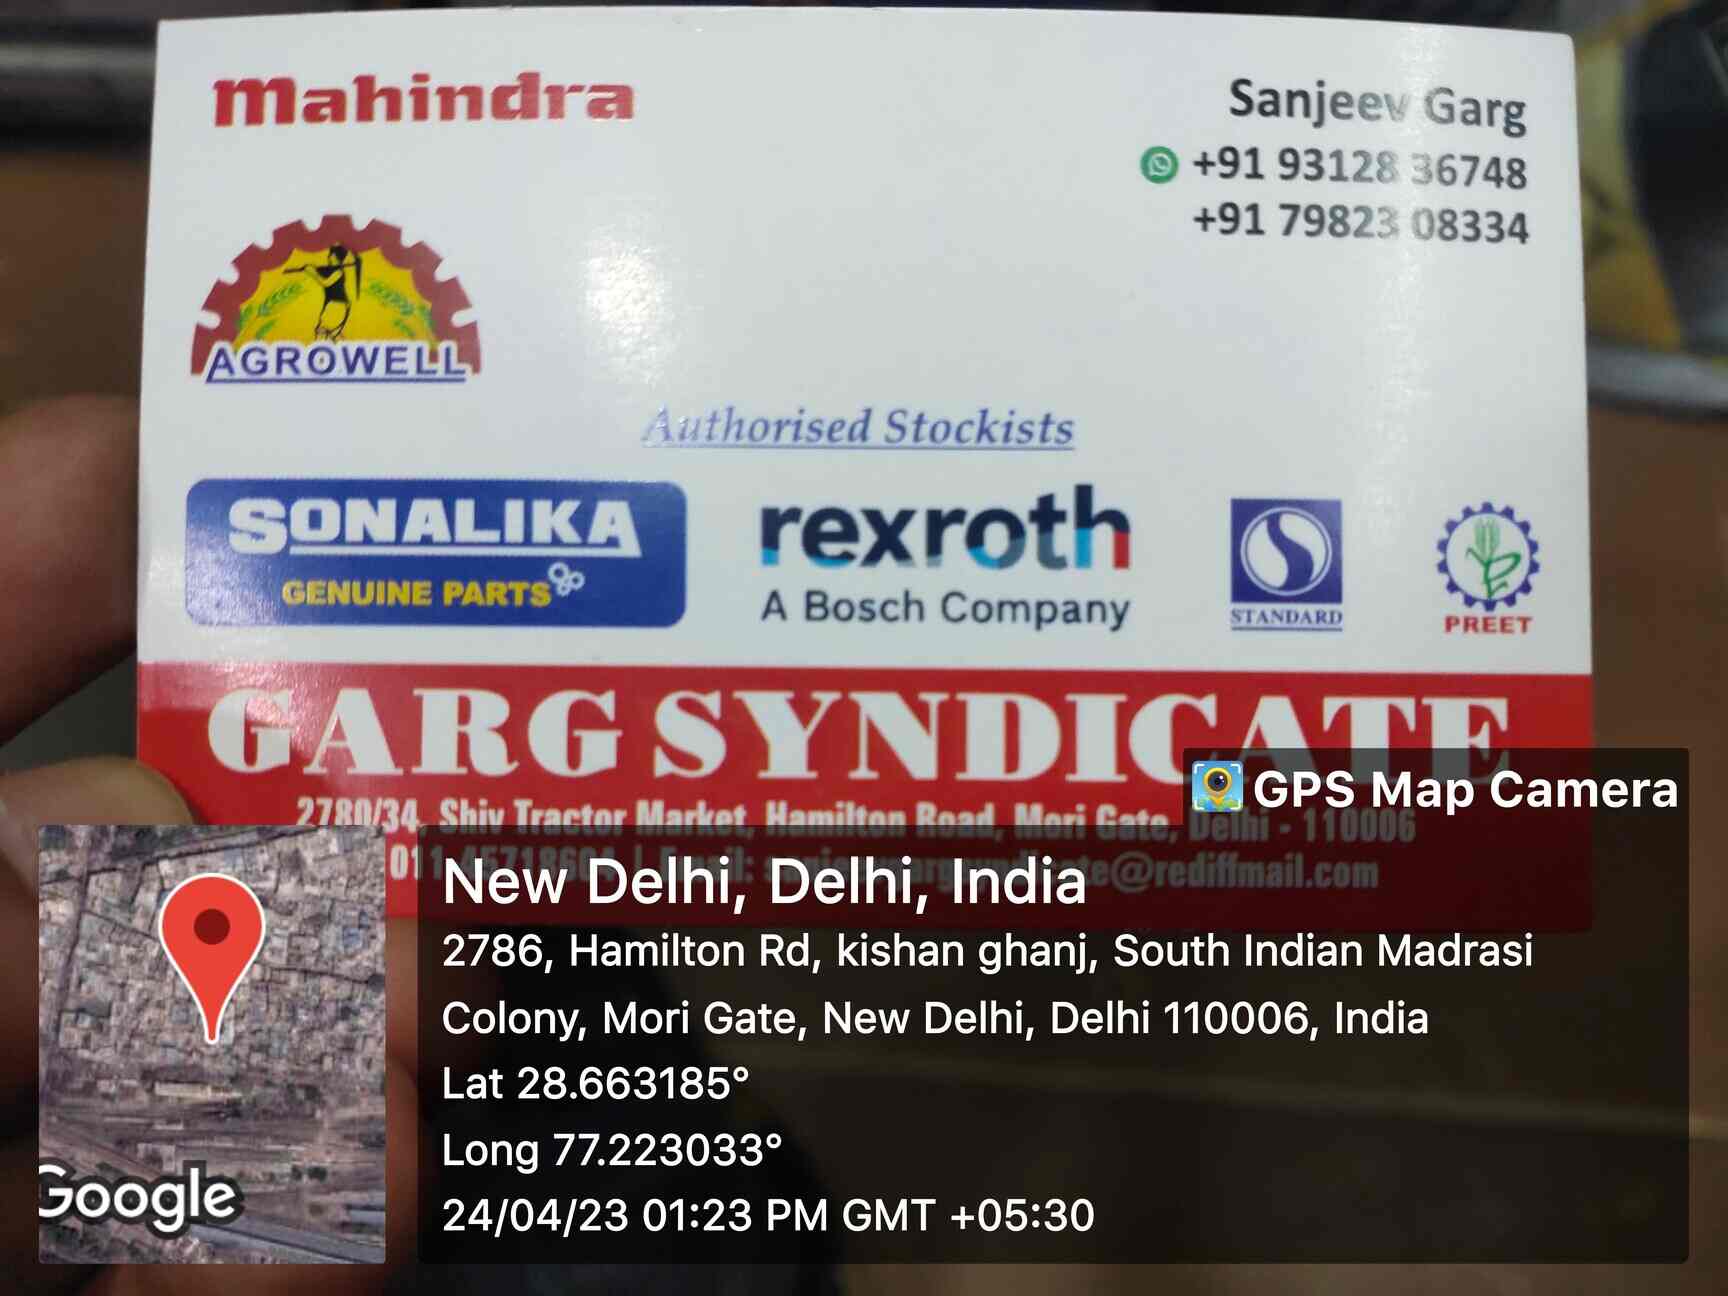 Mahindra
Sanjeev Garg
+91 93128 36748
+91 79823 08334
AGROWELL
Authorised Stockists
SONALIKA
GENUINE PARTS
rexroth
A Bosch Company
STANDARD
PREET
GARG SYNDICATE
2780/34, Shiv Tractor Market, Hamilton Road, Mori Gate, Delhi - 110006
GPS Map Camera
New Delhi, Delhi, India
2786, Hamilton Rd, kishan ghanj, South Indian Madrasi
Colony, Mori Gate, New Delhi, Delhi 110006, India
Lat 28.663185°
Long 77.223033°
24/04/23 01:23 PM GMT +05:30
Google